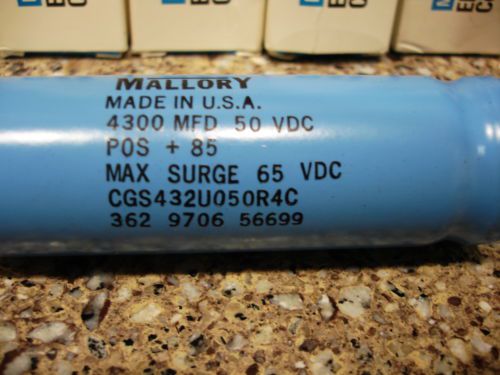 MALLORY
MADE IN U.S.A.
4300 MFD 50 VDC
POS + 85
MAX SURGE 65 VDC
CGS432U050R4C
362 9706 56699